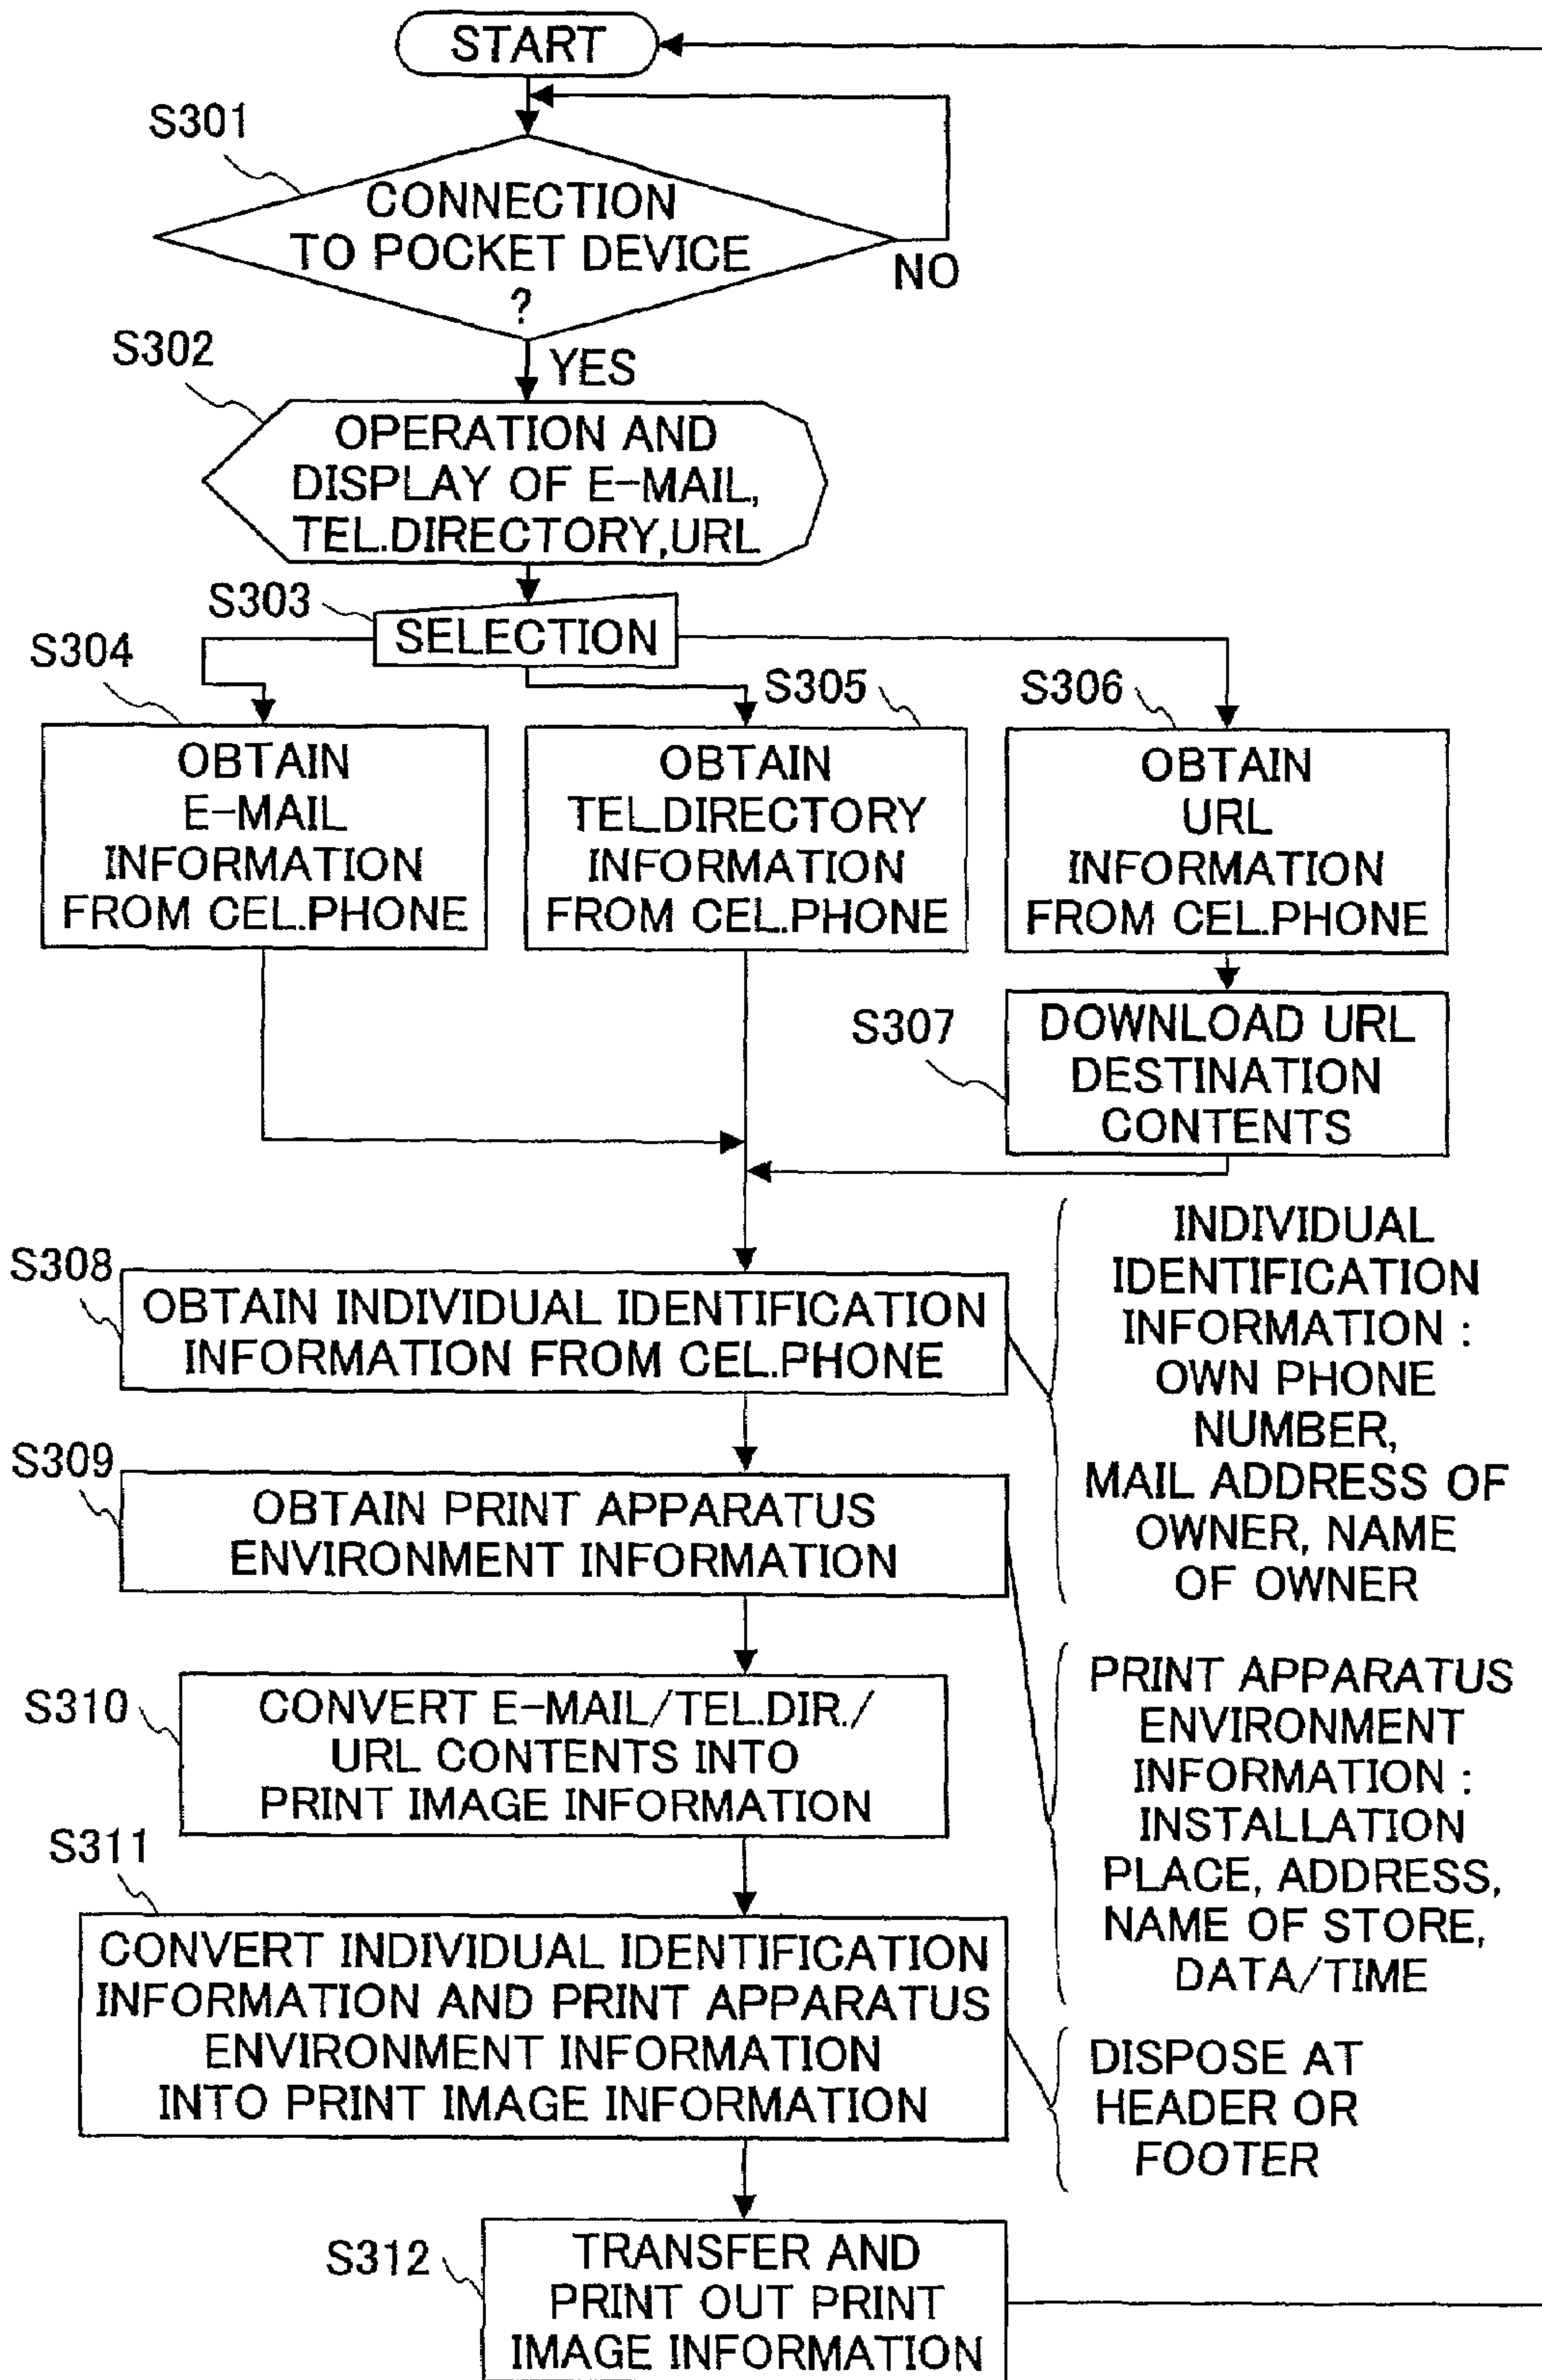 START
S301
CONNECTION
TO POCKET DEVICE
?
NO
YES
S302
OPERATION AND
DISPLAY OF E-MAIL,
TEL.DIRECTORY,URL
S303
SELECTION
S304
OBTAIN
E-MAIL
INFORMATION
FROM CEL.PHONE
S305
OBTAIN
TEL.DIRECTORY
INFORMATION
FROM CEL.PHONE
S306
OBTAIN
URL
INFORMATION
FROM CEL.PHONE
S307
DOWNLOAD URL
DESTINATION
CONTENTS
S308
OBTAIN INDIVIDUAL IDENTIFICATION
INFORMATION FROM CEL.PHONE
INDIVIDUAL
IDENTIFICATION
INFORMATION :
OWN PHONE
NUMBER,
MAIL ADDRESS OF
OWNER, NAME
OF OWNER
S309
OBTAIN PRINT APPARATUS
ENVIRONMENT INFORMATION
PRINT APPARATUS
ENVIRONMENT
INFORMATION :
INSTALLATION
PLACE, ADDRESS,
NAME OF STORE,
DATA/TIME
S310
CONVERT E-MAIL/TEL.DIR./
URL CONTENTS INTO
PRINT IMAGE INFORMATION
S311
CONVERT INDIVIDUAL IDENTIFICATION
INFORMATION AND PRINT APPARATUS
ENVIRONMENT INFORMATION
INTO PRINT IMAGE INFORMATION
DISPOSE AT
HEADER OR
FOOTER
S312
TRANSFER AND
PRINT OUT PRINT
IMAGE INFORMATION